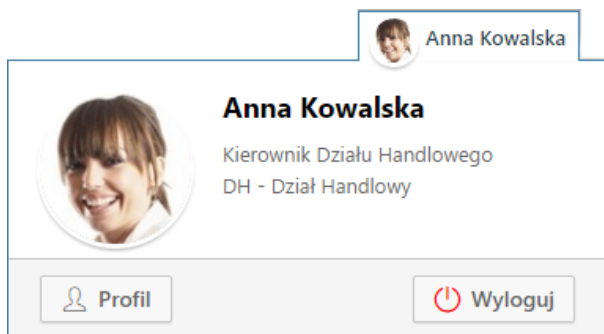 Anna Kowalska
Anna Kowalska
Kierownik Działu Handlowego
DH - Dział Handlowy
Profil
Wyloguj